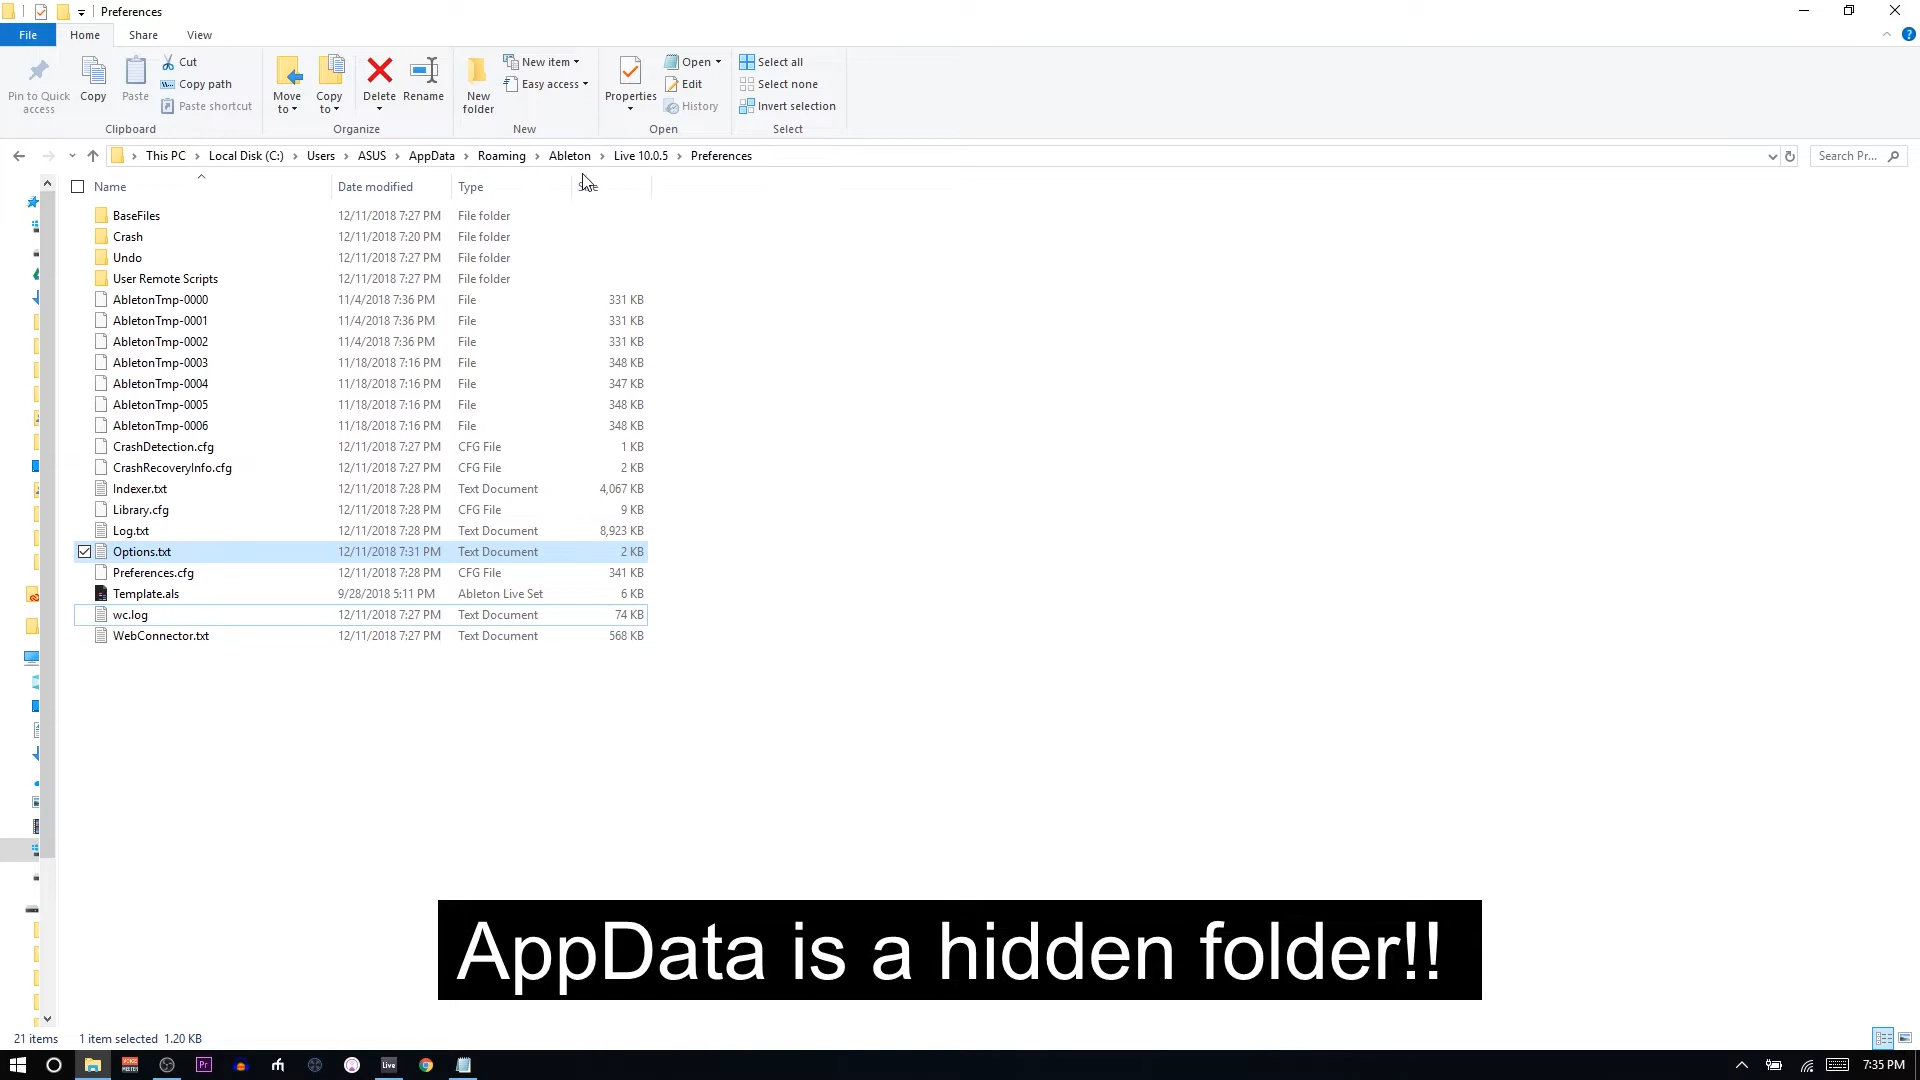 Preferences
File Home Share View
Pin to Quick access
Copy
Paste
Cut
Copy path
Paste shortcut
Clipboard
Move to
Copy to
Delete
Rename
Organize
New folder
New item
Easy access
New
Properties
Open
Edit
History
Open
Select all
Select none
Invert selection
Select
This PC > Local Disk (C:) > Users > ASUS > AppData > Roaming > Ableton > Live 10.0.5 > Preferences
Search Pr...
Name Date modified Type
BaseFiles 12/11/2018 7:27 PM File folder
Crash 12/11/2018 7:20 PM File folder
Undo 12/11/2018 7:27 PM File folder
User Remote Scripts 12/11/2018 7:27 PM File folder
AbletonTmp-0000 11/4/2018 7:36 PM File 331 KB
AbletonTmp-0001 11/4/2018 7:36 PM File 331 KB
AbletonTmp-0002 11/4/2018 7:36 PM File 331 KB
AbletonTmp-0003 11/18/2018 7:16 PM File 348 KB
AbletonTmp-0004 11/18/2018 7:16 PM File 347 KB
AbletonTmp-0005 11/18/2018 7:16 PM File 348 KB
AbletonTmp-0006 11/18/2018 7:16 PM File 348 KB
CrashDetection.cfg 12/11/2018 7:27 PM CFG File 1 KB
CrashRecoveryInfo.cfg 12/11/2018 7:27 PM CFG File 2 KB
Indexer.txt 12/11/2018 7:28 PM Text Document 4,067 KB
Library.cfg 12/11/2018 7:28 PM CFG File 9 KB
Log.txt 12/11/2018 7:28 PM Text Document 8,923 KB
Options.txt 12/11/2018 7:31 PM Text Document 2 KB
Preferences.cfg 12/11/2018 7:28 PM CFG File 341 KB
Template.als 9/28/2018 5:11 PM Ableton Live Set 6 KB
wc.log 12/11/2018 7:27 PM Text Document 74 KB
WebConnector.txt 12/11/2018 7:27 PM Text Document 568 KB
AppData is a hidden folder!!
21 items 1 item selected 1.20 KB
Pr
Live
7:35 PM